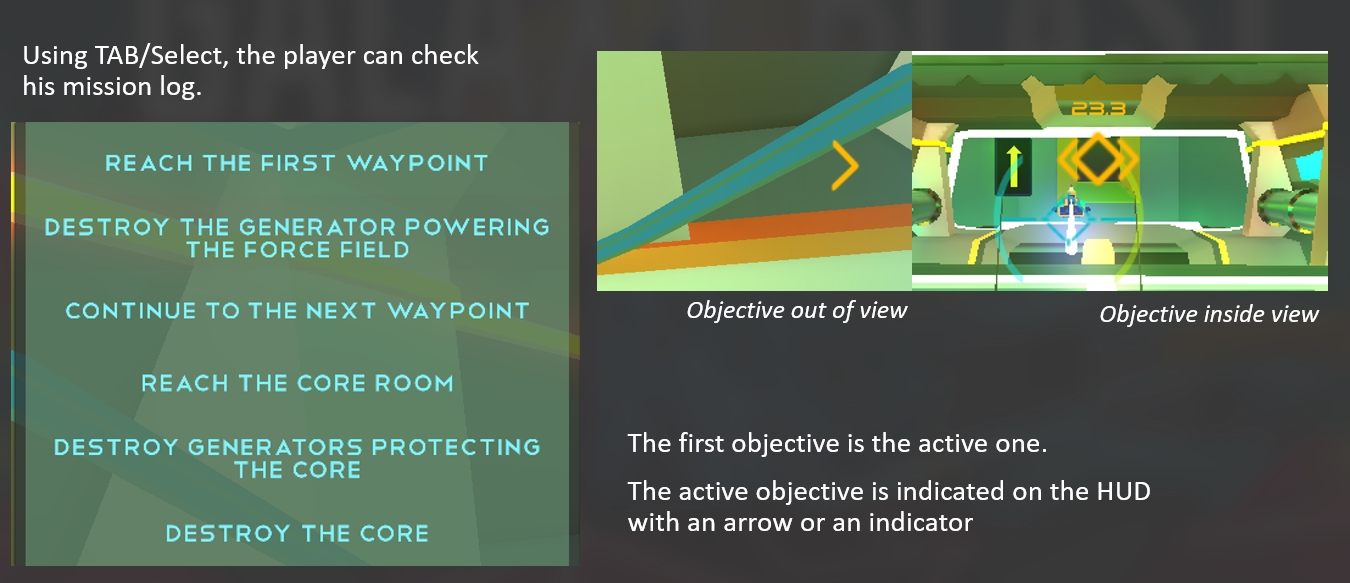 Using TAB/Select, the player can check
his mission log.
REACH THE FIRST WAYPOINT
DESTROY THE GENERATOR POWERING
THE FORCE FIELD
CONTINUE TO THE NEXT WAYPOINT
REACH THE CORE ROOM
DESTROY GENERATORS PROTECTING
THE CORE
DESTROY THE CORE
23.3
Objective out of view
Objective inside view
The first objective is the active one.
The active objective is indicated on the HUD
with an arrow or an indicator